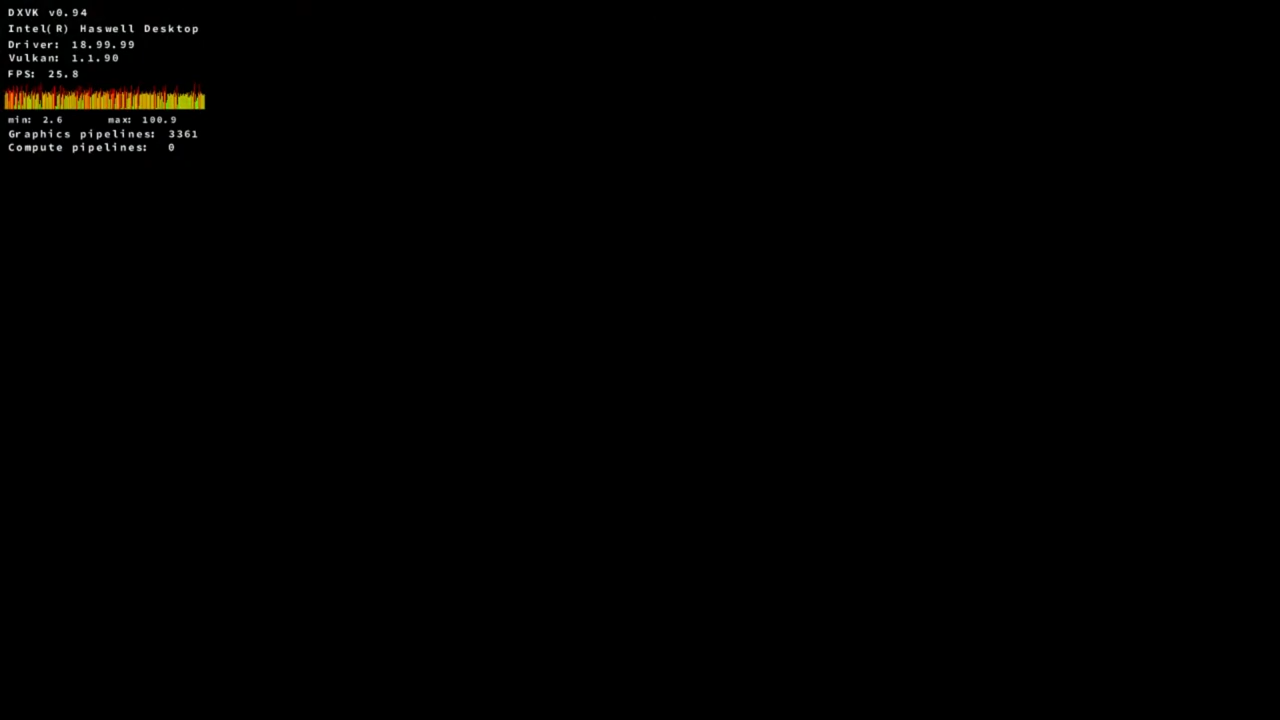 DXVK v0.94
Intel(R) Haswell Desktop
Driver: 18.99.99
Vulkan: 1.1.90
FPS: 25.8
min: 2.6 max: 100.9
Graphics pipelines: 3361
Compute pipelines: 0